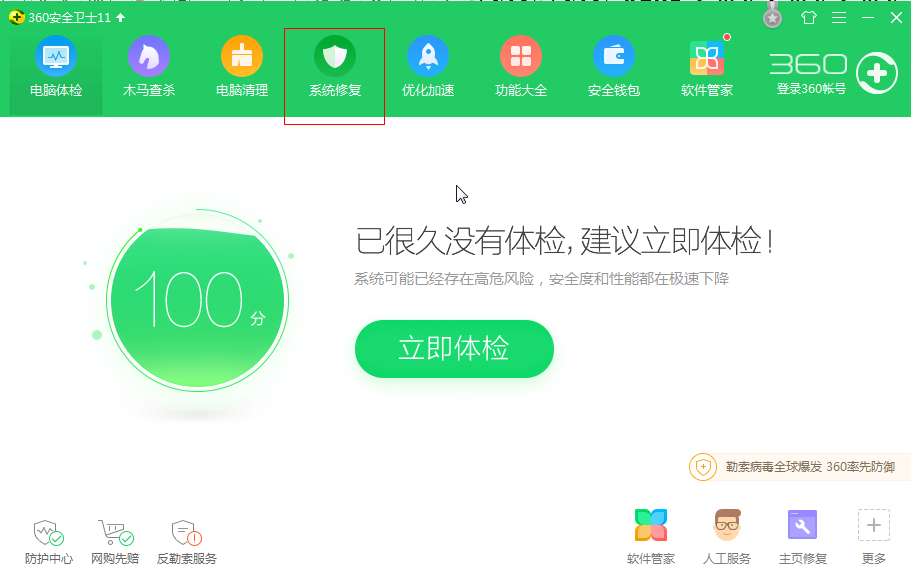 360安全卫士11
电脑体检
木马查杀
电脑清理
系统修复
优化加速
功能大全
安全钱包
软件管家
360
登录360帐号
已很久没有体检, 建议立即体检!
系统可能已经存在高危风险，安全度和性能都在极速下降
100分
立即体检
勒索病毒全球爆发 360率先防御
防护中心
网购先赔
反勒索服务
软件管家
人工服务
主页修复
更多